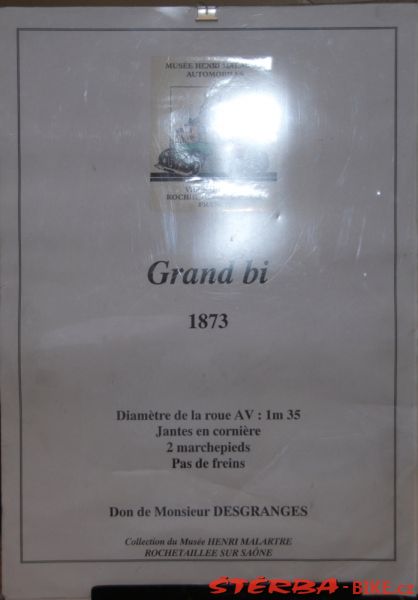 MUSÉE HENRI
AUTOMOBILES
Grand bi
1873
Diamètre de la roue AV : 1m 35
Jantes en cornière
2 marchepieds
Pas de freins
Don de Monsieur DESGRANGES
Collection du Musée HENRI MALARTRE
ROCHETAILLEE SUR SAÔNE
STERBA-BIKE.cz